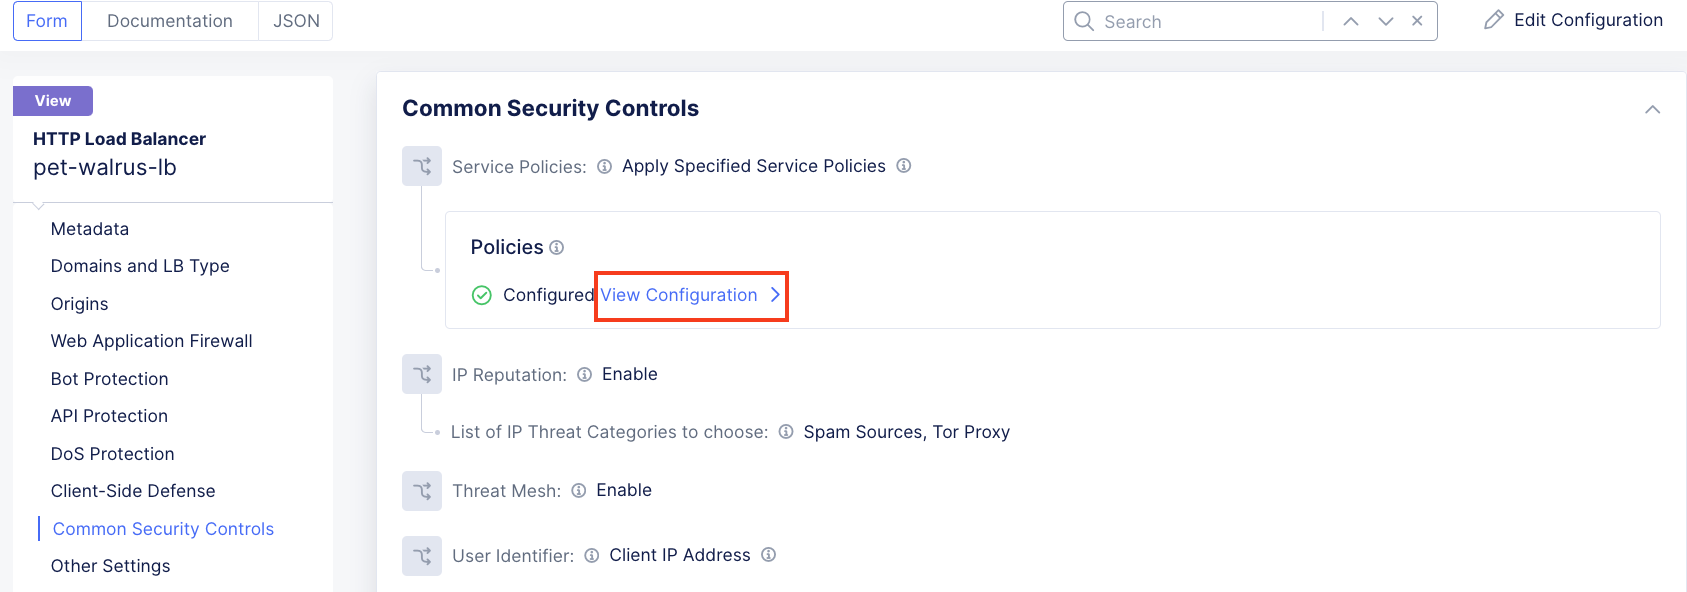 Form Documentation JSON Search Edit Configuration
View
HTTP Load Balancer
pet-walrus-lb
Metadata
Domains and LB Type
Origins
Web Application Firewall
Bot Protection
API Protection
DoS Protection
Client-Side Defense
Common Security Controls
Other Settings
Common Security Controls
Service Policies: Apply Specified Service Policies
Policies
Configured View Configuration
IP Reputation: Enable
List of IP Threat Categories to choose: Spam Sources, Tor Proxy
Threat Mesh: Enable
User Identifier: Client IP Address